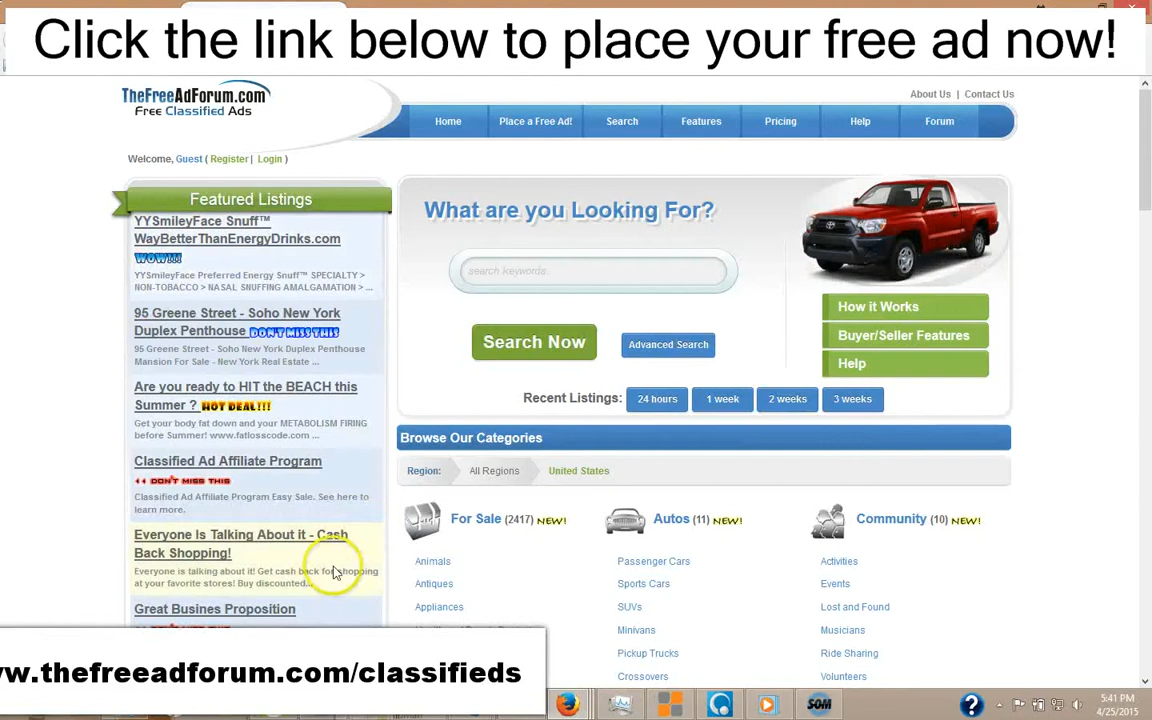 Click the link below to place your free ad now!
TheFreeAdForum.com
Free Classified Ads
About Us | Contact Us
Home Place a Free Ad! Search Features Pricing Help Forum
Welcome, Guest ( Register | Login )
Featured Listings
YYSmileyFace Snuff™
WayBetterThanEnergyDrinks.com
WOW!!!
YYSmileyFace Preferred Energy Snuff™ SPECIALTY >
NON-TOBACCO > NASAL SNUFFING AMALGAMATION > ...
95 Greene Street - Soho New York
Duplex Penthouse DON'T MISS THIS
95 Greene Street - Soho New York Duplex Penthouse
Mansion For Sale - New York Real Estate ...
Are you ready to HIT the BEACH this
Summer ? HOT DEAL!!!
Get your body fat down and your METABOLISM FIRING
before Summer! www.fatlosscode.com ...
Classified Ad Affiliate Program
DON'T MISS THIS
Classified Ad Affiliate Program Easy Sale. See here to
learn more.
Everyone Is Talking About it - Cash
Back Shopping!
Everyone is talking about it! Get cash back for shopping
at your favorite stores! Buy discounted...
Great Busines Proposition
What are you Looking For?
search keywords
Search Now Advanced Search
How it Works
Buyer/Seller Features
Help
Recent Listings: 24 hours 1 week 2 weeks 3 weeks
Browse Our Categories
Region: All Regions United States
For Sale (2417) NEW!
Animals
Antiques
Appliances
Autos (11) NEW!
Passenger Cars
Sports Cars
SUVs
Minivans
Pickup Trucks
Crossovers
Community (10) NEW!
Activities
Events
Lost and Found
Musicians
Ride Sharing
Volunteers
w.thefreeadforum.com/classifieds
SOM
?
5:41 PM
4/25/2015